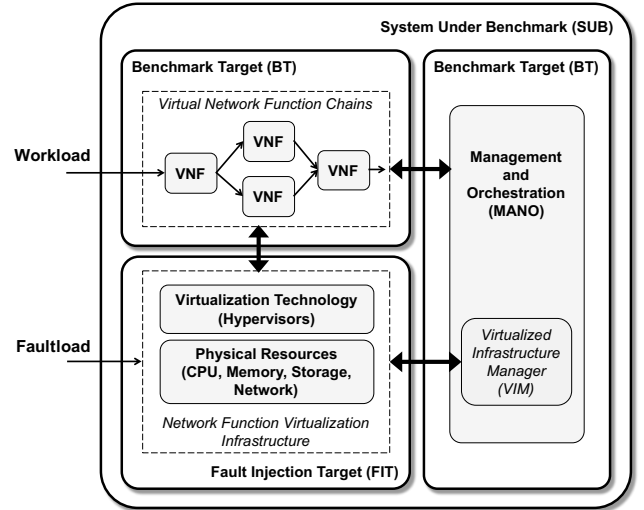 System Under Benchmark (SUB)
Benchmark Target (BT)
Virtual Network Function Chains
Workload
VNF
VNF
VNF
VNF
Benchmark Target (BT)
Management
and
Orchestration
(MANO)
Virtualized
Infrastructure
Manager
(VIM)
Faultload
Virtualization Technology
(Hypervisors)
Physical Resources
(CPU, Memory, Storage,
Network)
Network Function Virtualization
Infrastructure
Fault Injection Target (FIT)